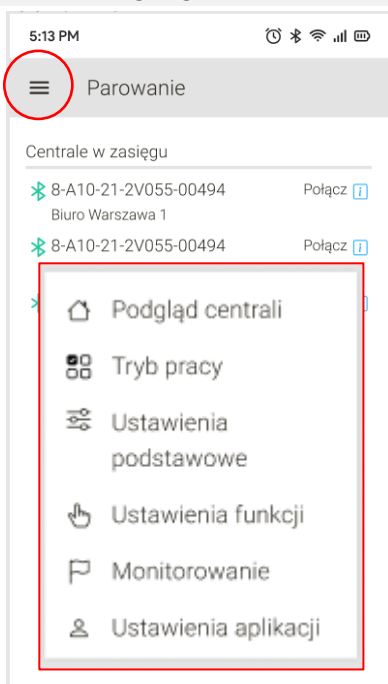 5:13 PM
Parowanie
Centrale w zasięgu
8-A10-21-2V055-00494 Połącz i
Biuro Warszawa 1
8-A10-21-2V055-00494 Połącz i
Podgląd centrali
Tryb pracy
Ustawienia
podstawowe
Ustawienia funkcji
Monitorowanie
Ustawienia aplikacji